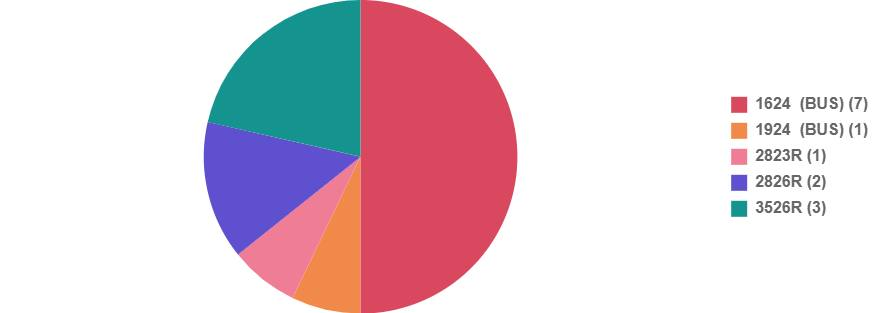 1624  (BUS) (7)
1924  (BUS) (1)
2823R (1)
2826R (2)
3526R (3)